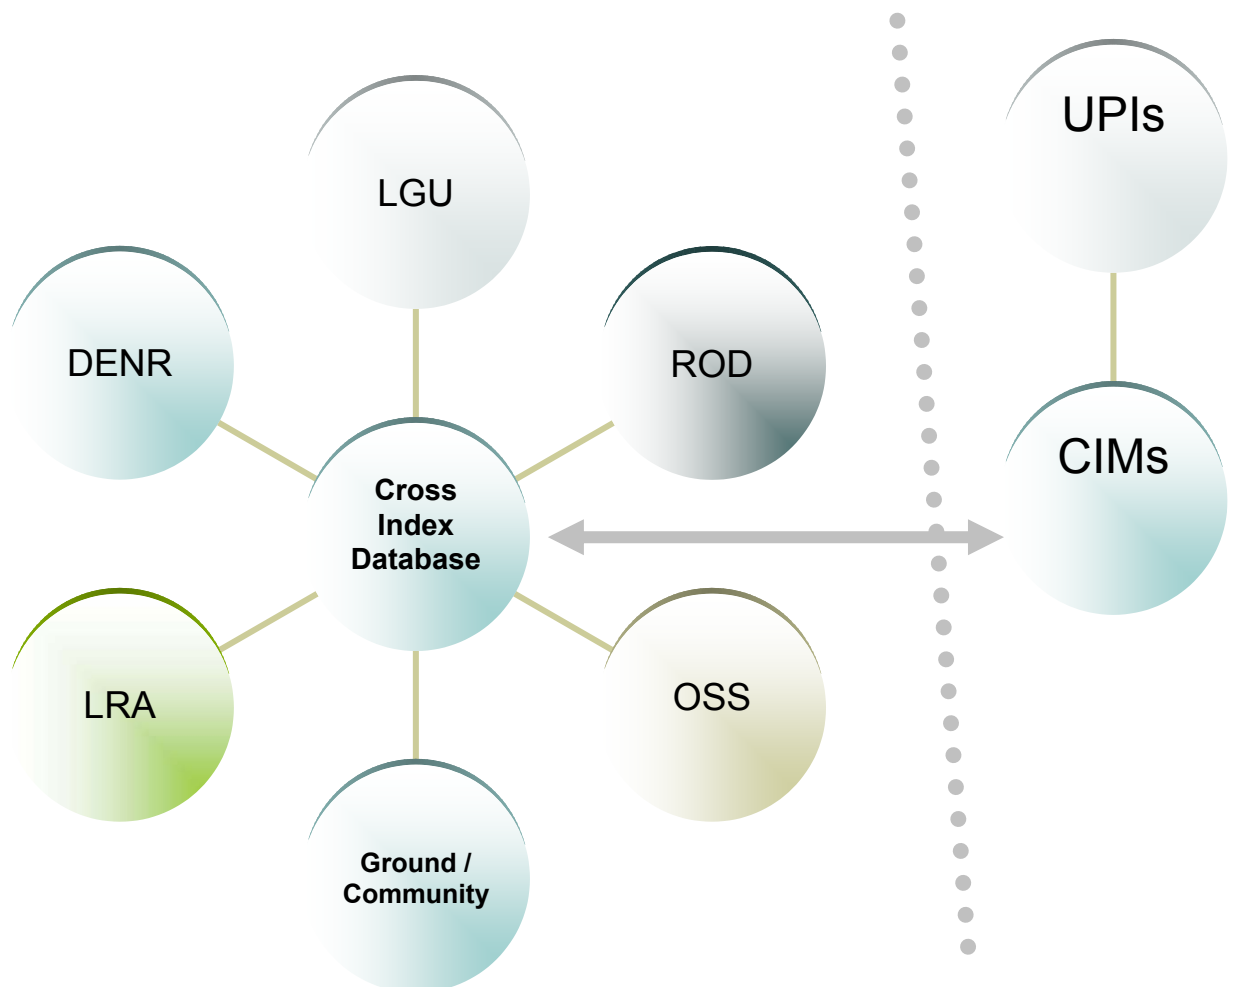 UPIs
LGU
DENR
ROD
CIMs
Cross
Index
Database
LRA
OSS
Ground /
Community